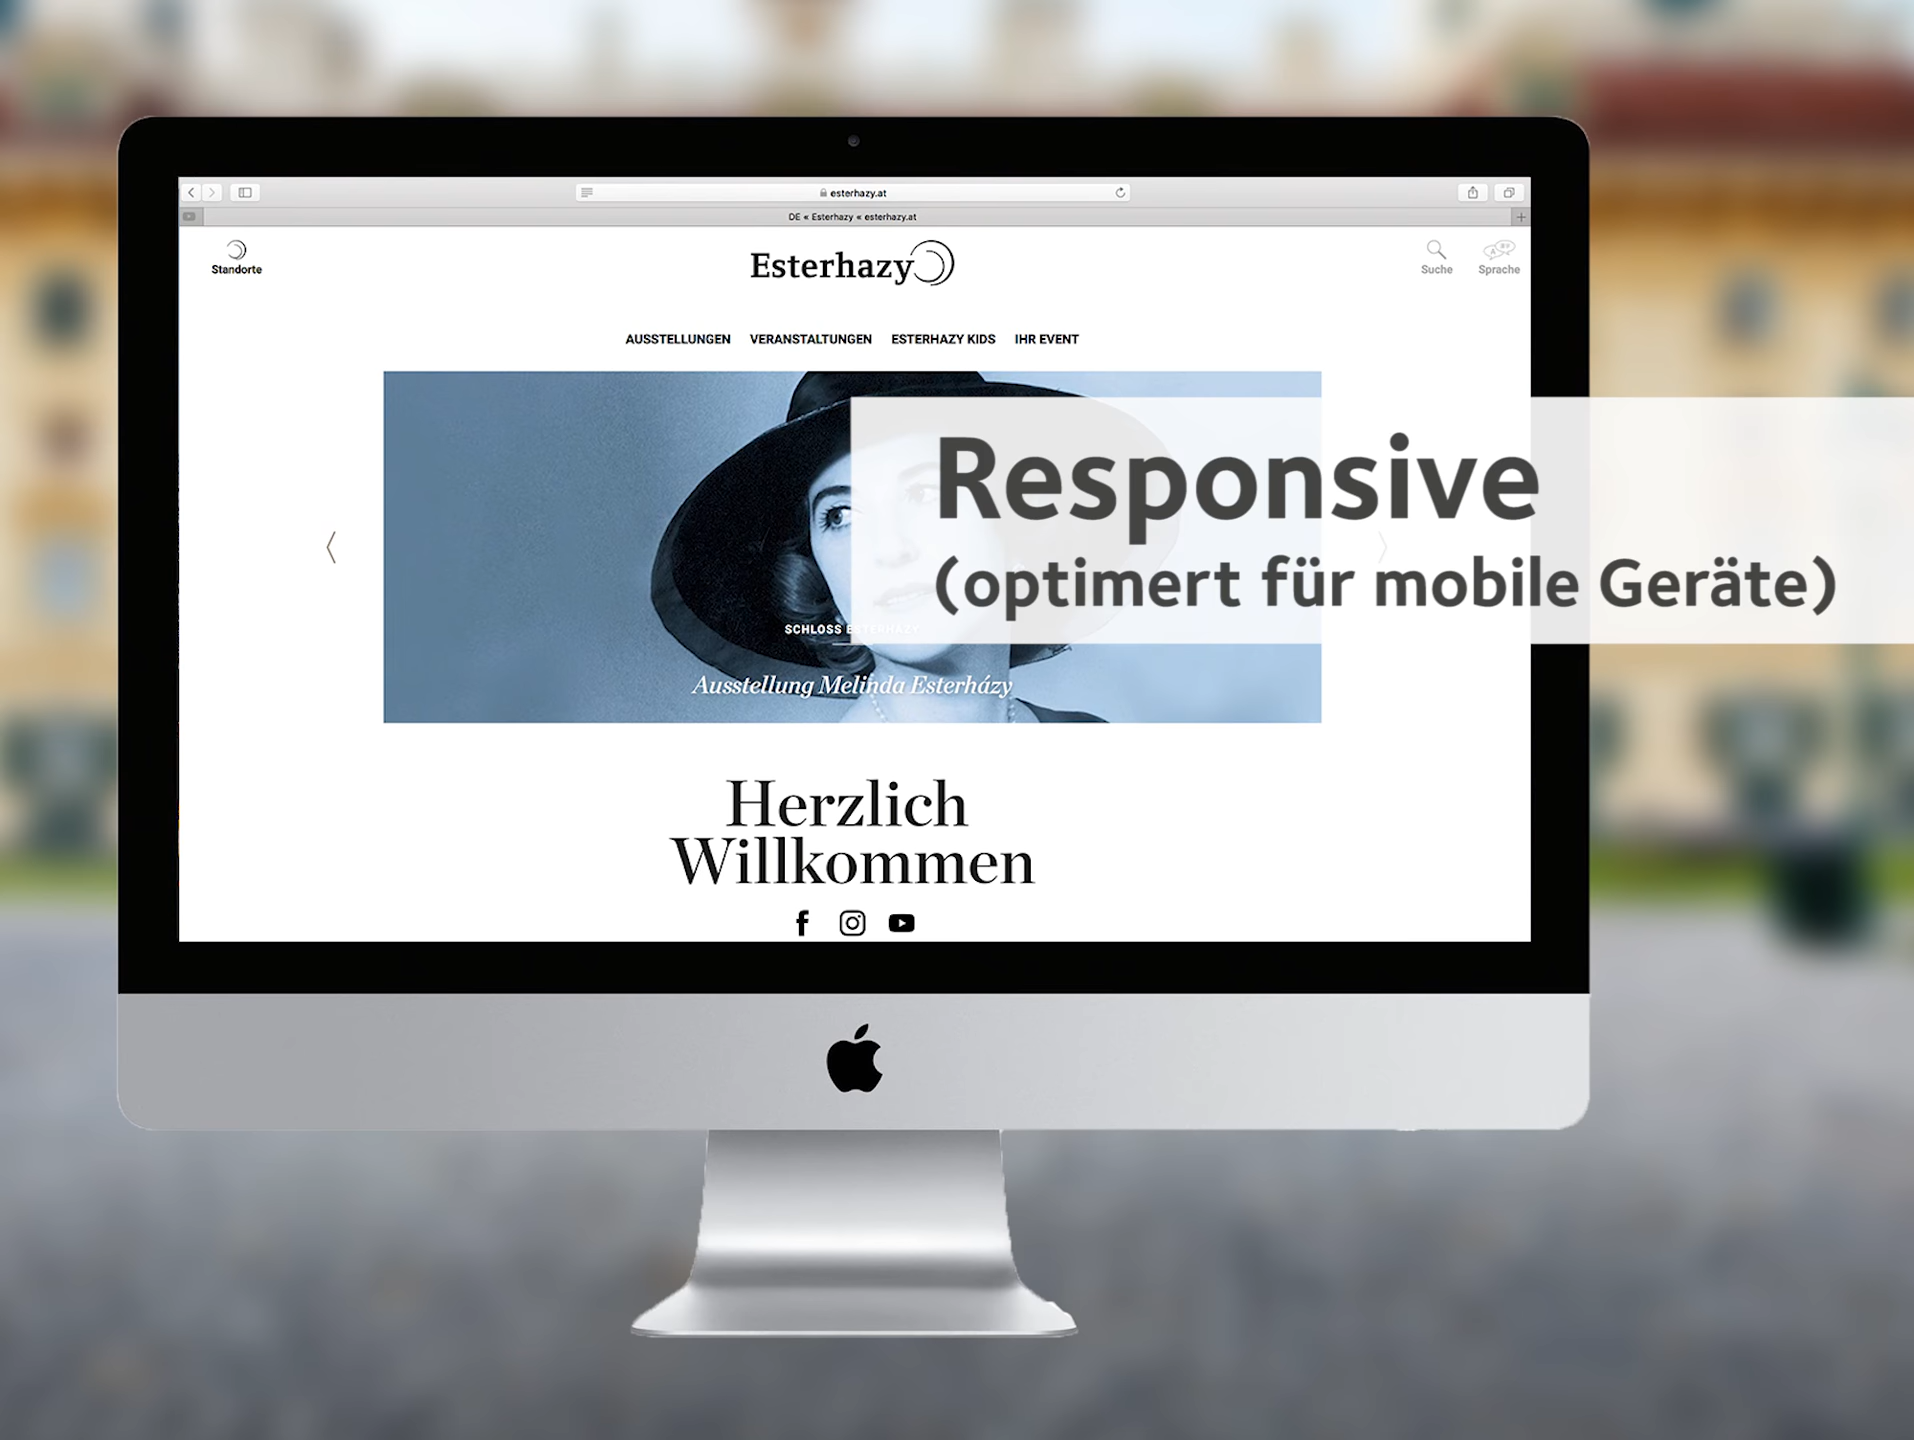 esterhazy.at
DE « Esterhazy « esterhazy.at
Standorte
Esterhazy
Suche
Sprache
AUSSTELLUNGEN VERANSTALTUNGEN ESTERHAZY KIDS IHR EVENT
Responsive
(optimert für mobile Geräte)
SCHLOSS ESTERHAZY
Ausstellung Melinda Esterházy
Herzlich
Willkommen